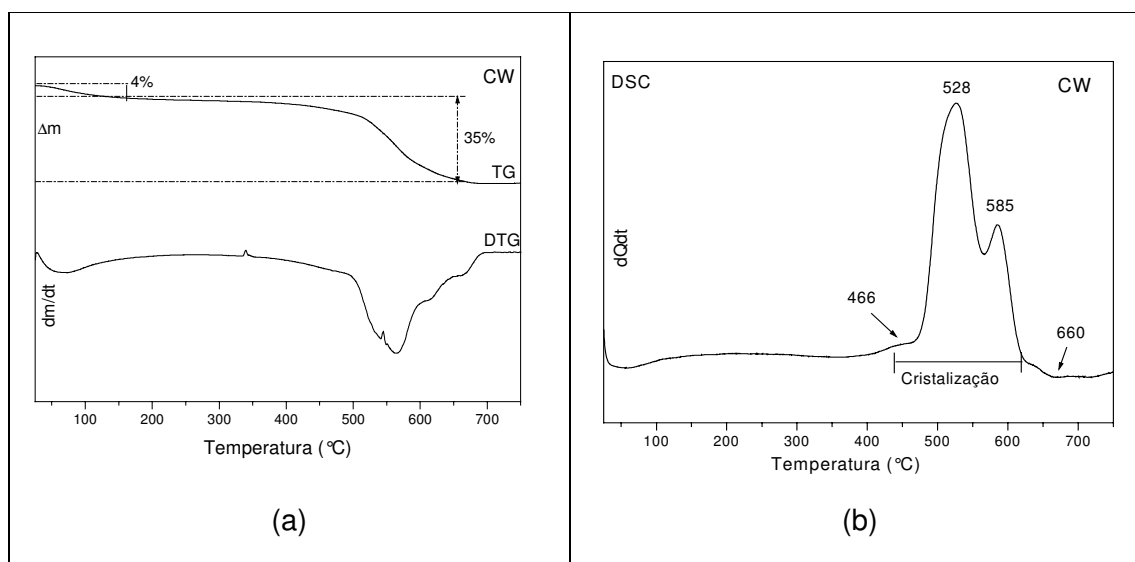 CW
4%
Δm
35%
TG
DTG
dm/dt
100 200 300 400 500 600 700
Temperatura (°C)
(a)
DSC
CW
528
585
dQdt
466
660
Cristalização
100 200 300 400 500 600 700
Temperatura (°C)
(b)